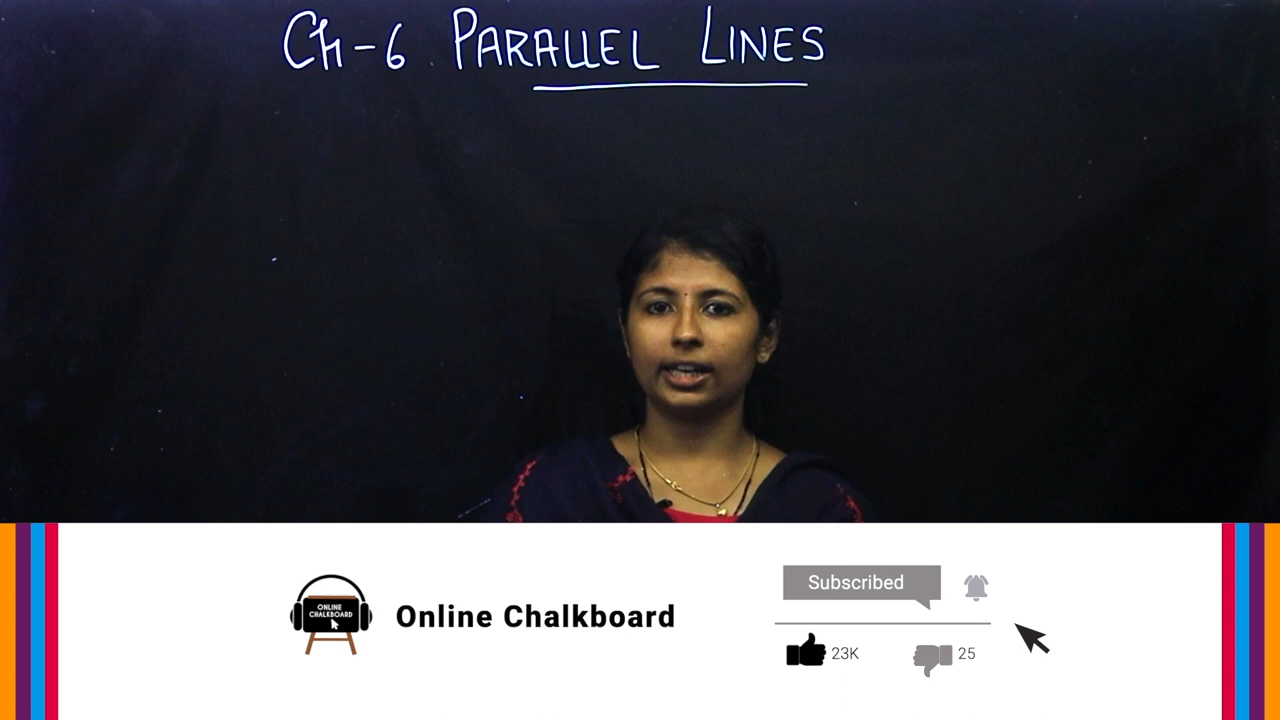 Ch-6 PARALLEL LINES
ONLINE
CHALKBOARD
Online Chalkboard
Subscribed
23K
25